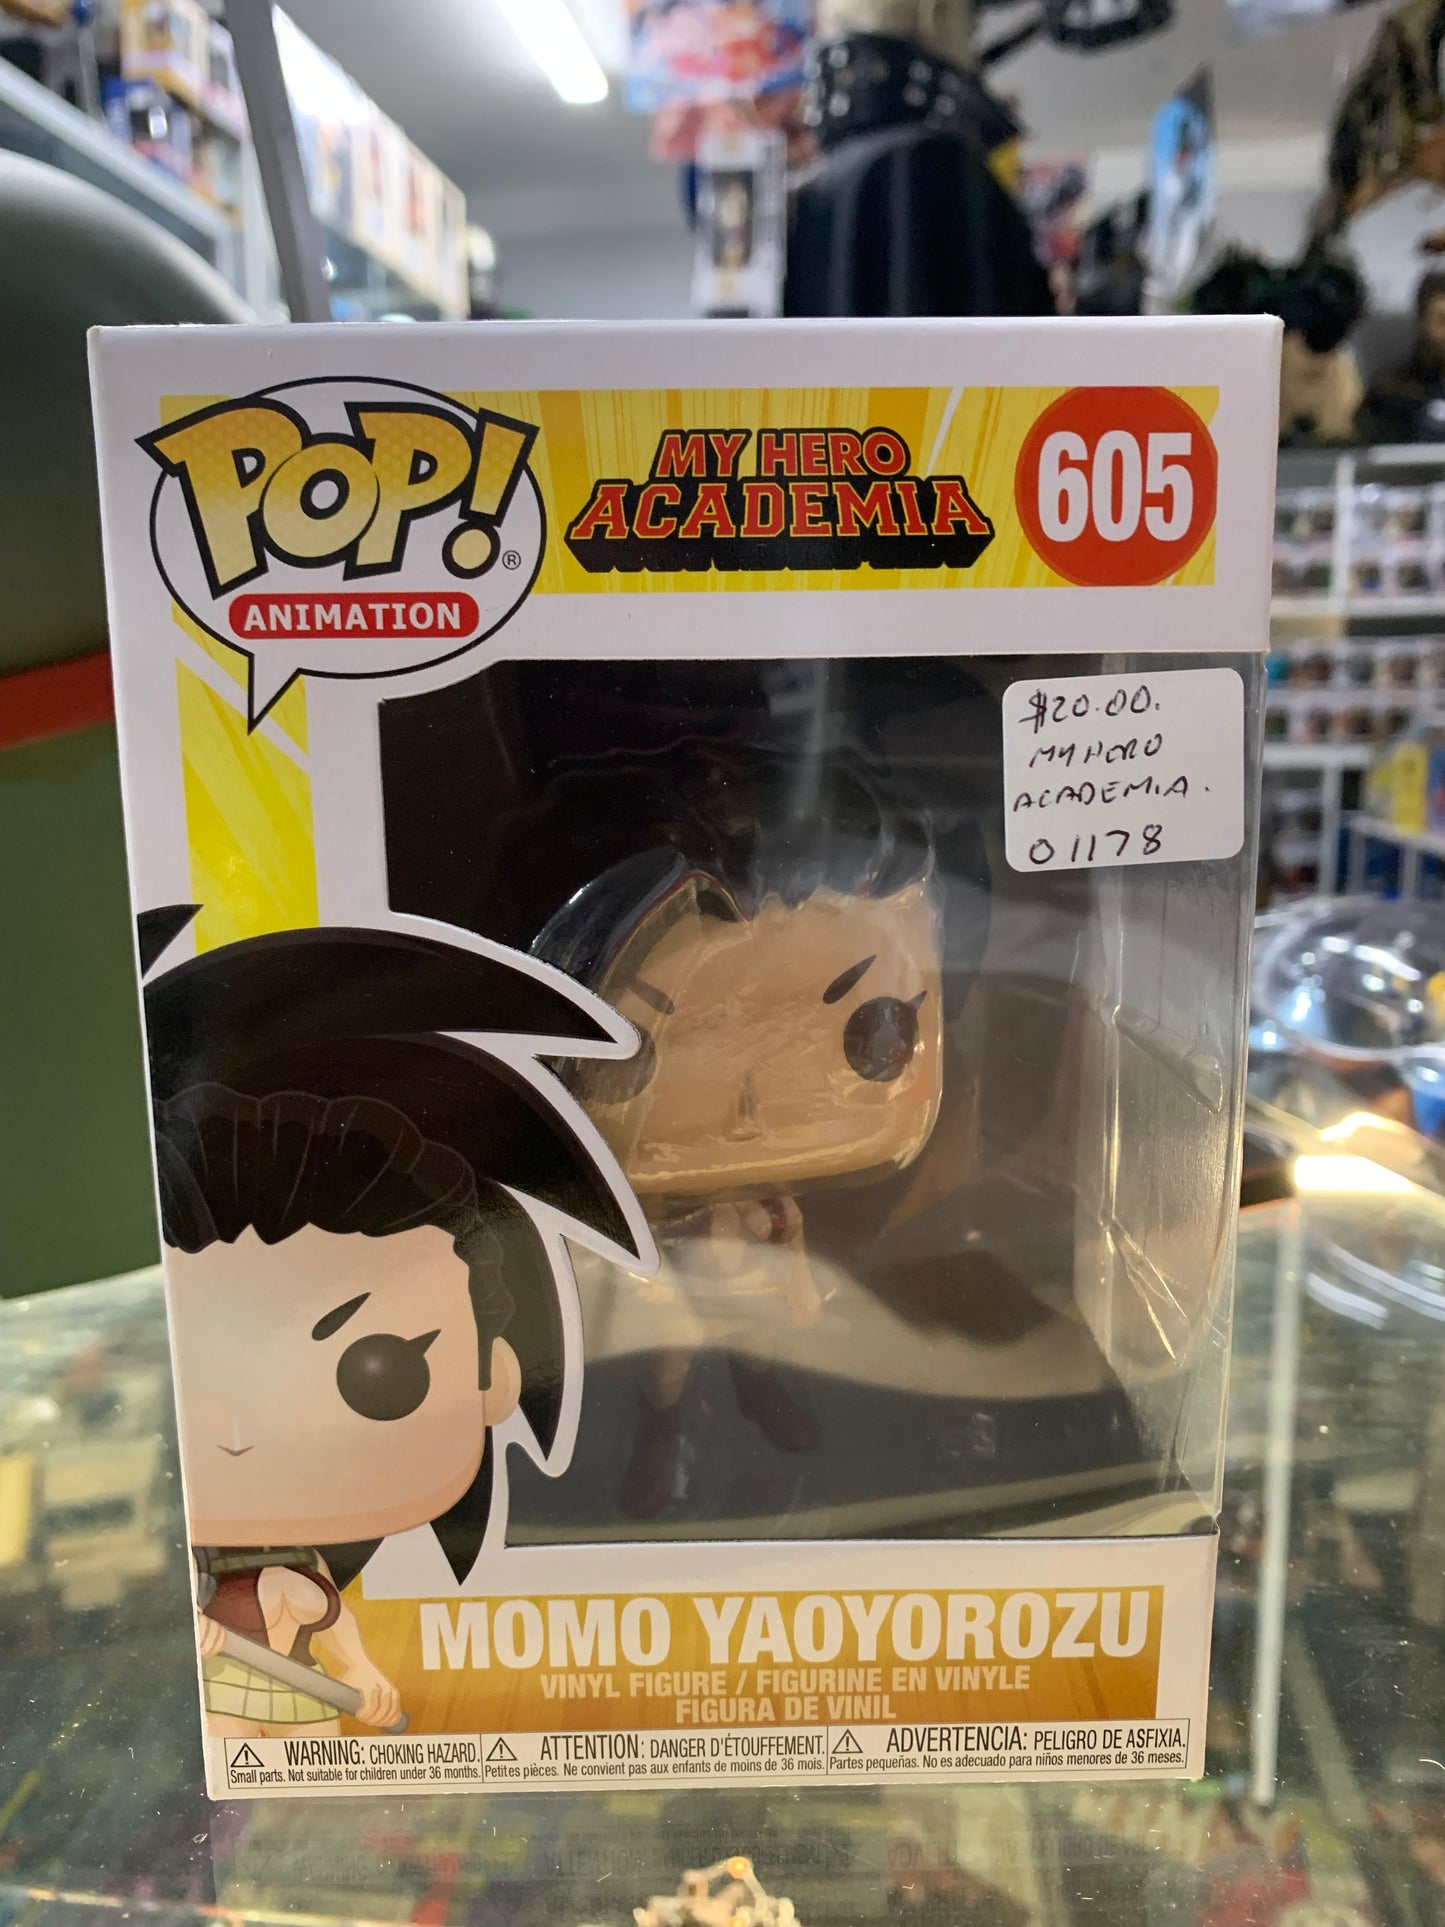 POP!®
ANIMATION
MY HERO
ACADEMIA
605
$20.00.
MY HERO
ACADEMIA.
01178
MOMO YAOYOROZU
VINYL FIGURE / FIGURINE EN VINYLE
FIGURA DE VINIL
WARNING: CHOKING HAZARD.
Small parts. Not suitable for children under 36 months.
ATTENTION: DANGER D'ÉTOUFFEMENT.
Petites pièces. Ne convient pas aux enfants de moins de 36 mois.
ADVERTENCIA: PELIGRO DE ASFIXIA.
Partes pequeñas. No es adecuado para niños menores de 36 meses.